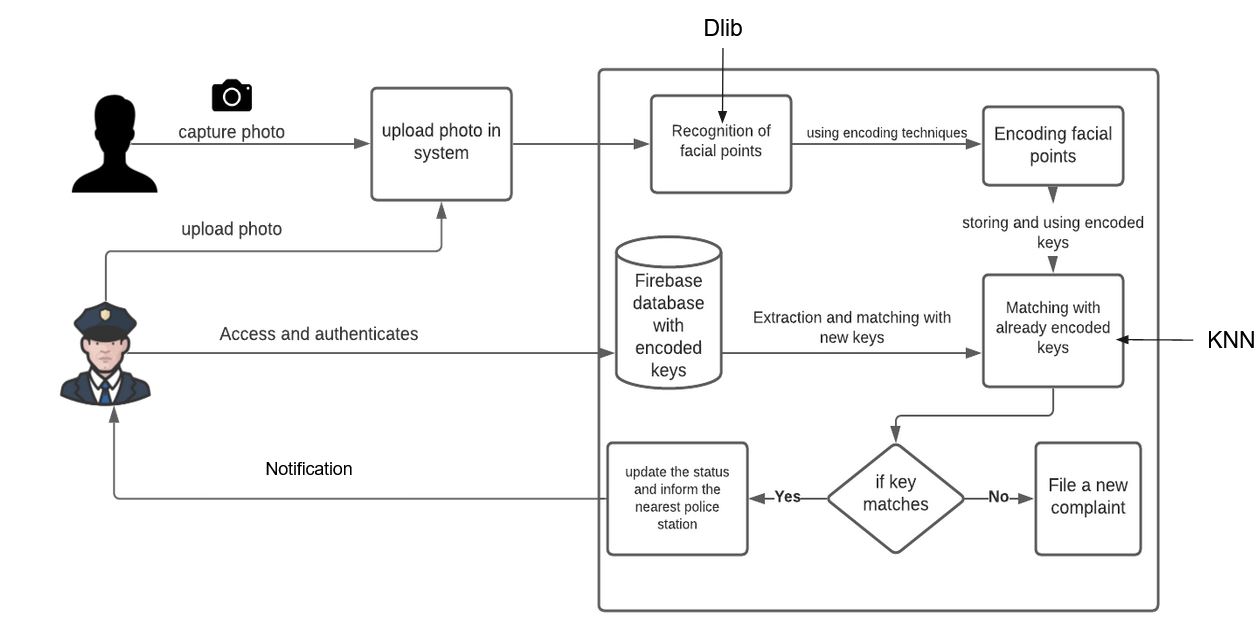 Dlib
capture photo
upload photo in
system
Recognition of
facial points
using encoding techniques
Encoding facial
points
upload photo
storing and using encoded
keys
Firebase
database
with
encoded
keys
Access and authenticates
Extraction and matching with
new keys
Matching with
already encoded
keys
KNN
Notification
update the status
and inform the
nearest police
station
Yes
if key
matches
No
File a new
complaint